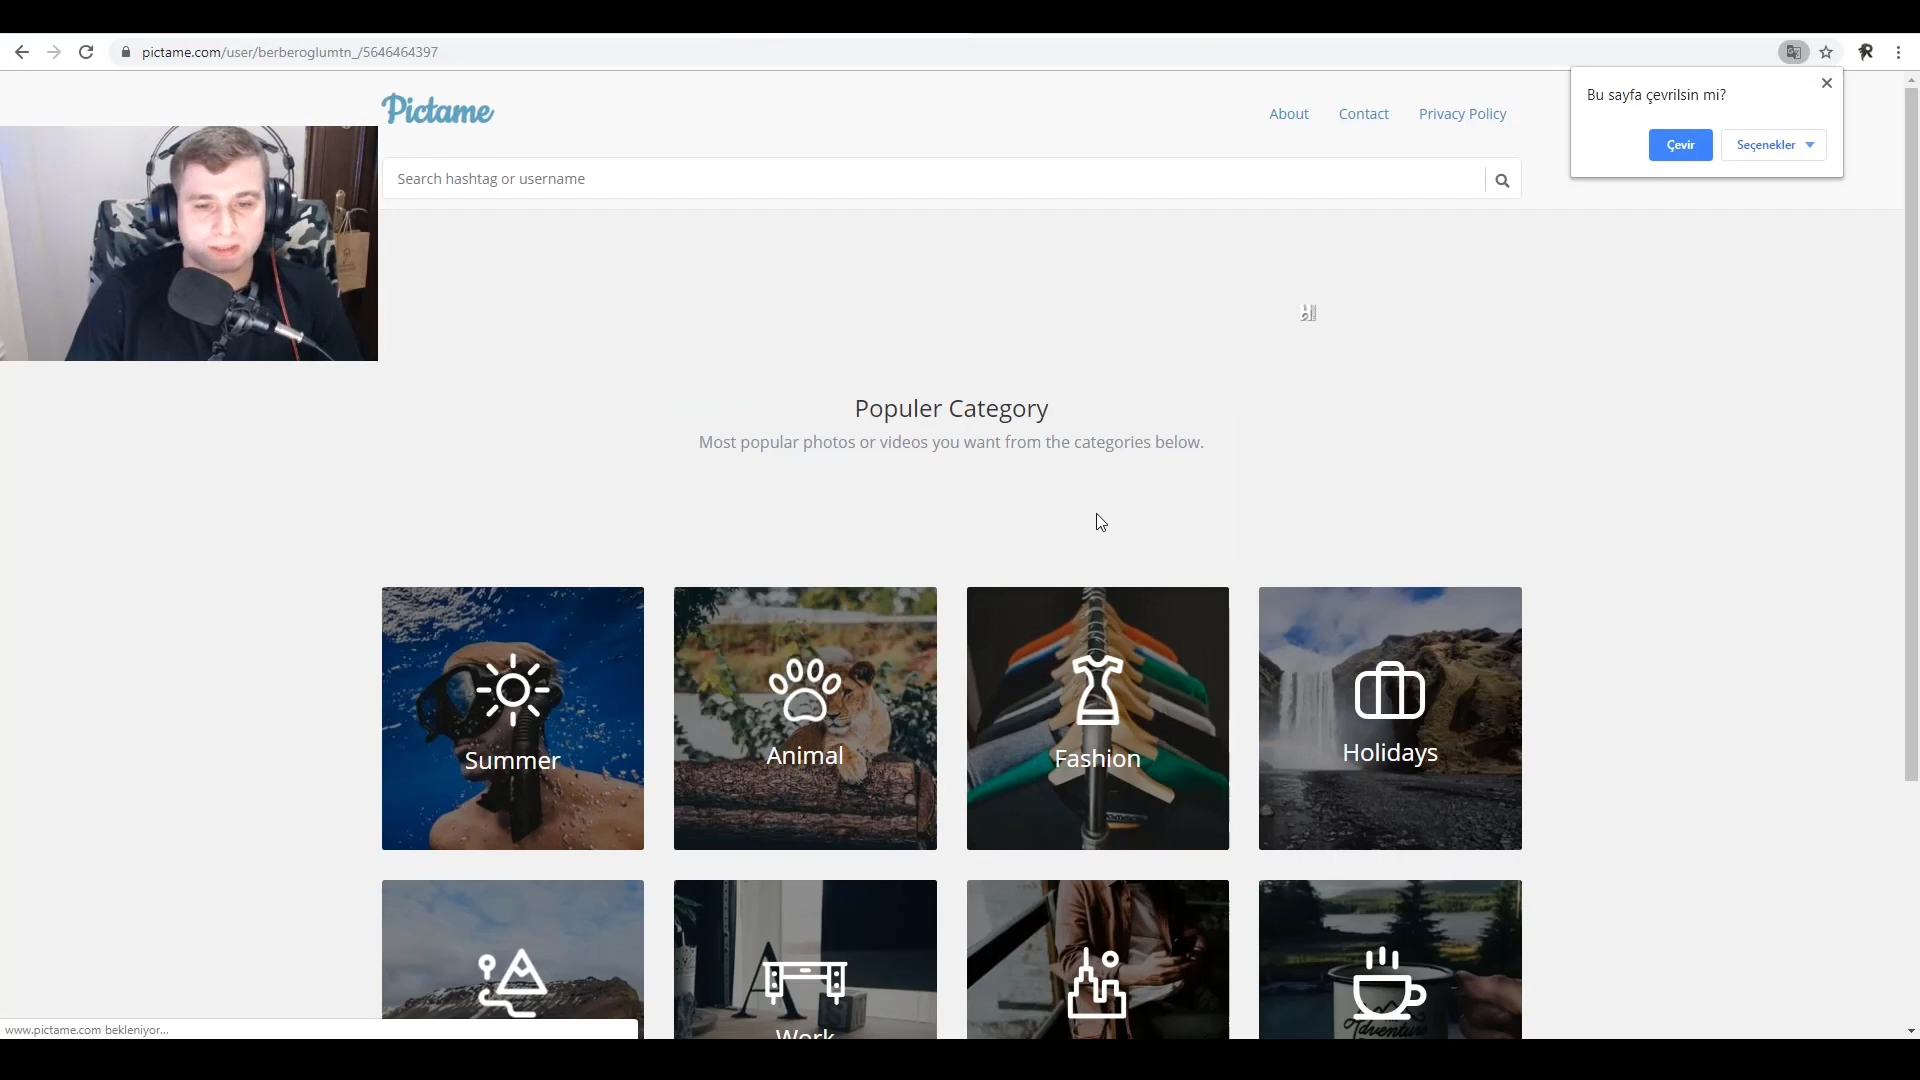 pictame.com/user/berberoglumtn_/5646464397
Bu sayfa çevrilsin mi?
Çevir
Seçenekler
Pictame
About
Contact
Privacy Policy
Search hashtag or username
Populer Category
Most popular photos or videos you want from the categories below.
Summer
Animal
Fashion
Holidays
Work
Adventure
www.pictame.com bekleniyor...